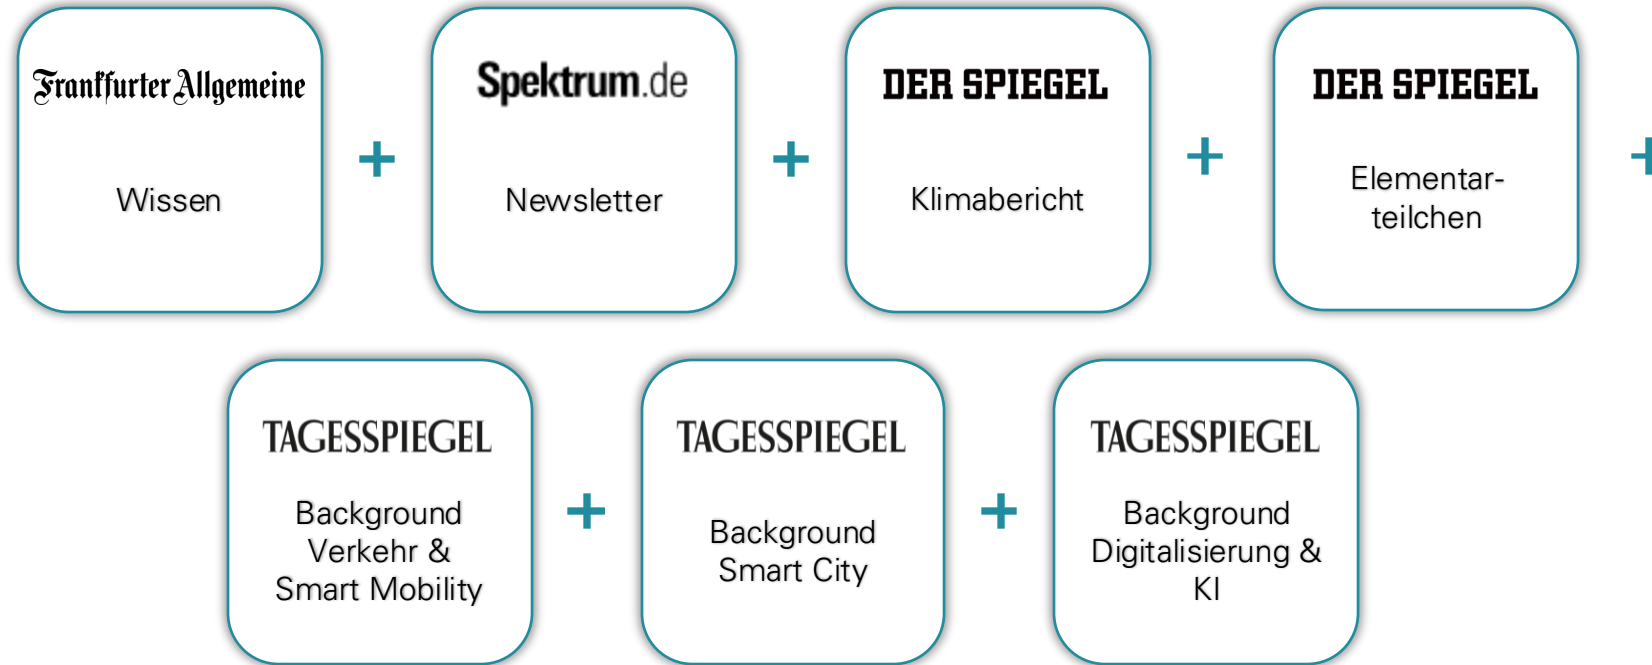 Frankfurter Allgemeine
Wissen
+
Spektrum.de
Newsletter
+
DER SPIEGEL
Klimabericht
+
DER SPIEGEL
Elementar-
teilchen
+
TAGESSPIEGEL
Background
Verkehr &
Smart Mobility
+
TAGESSPIEGEL
Background
Smart City
+
TAGESSPIEGEL
Background
Digitalisierung &
KI